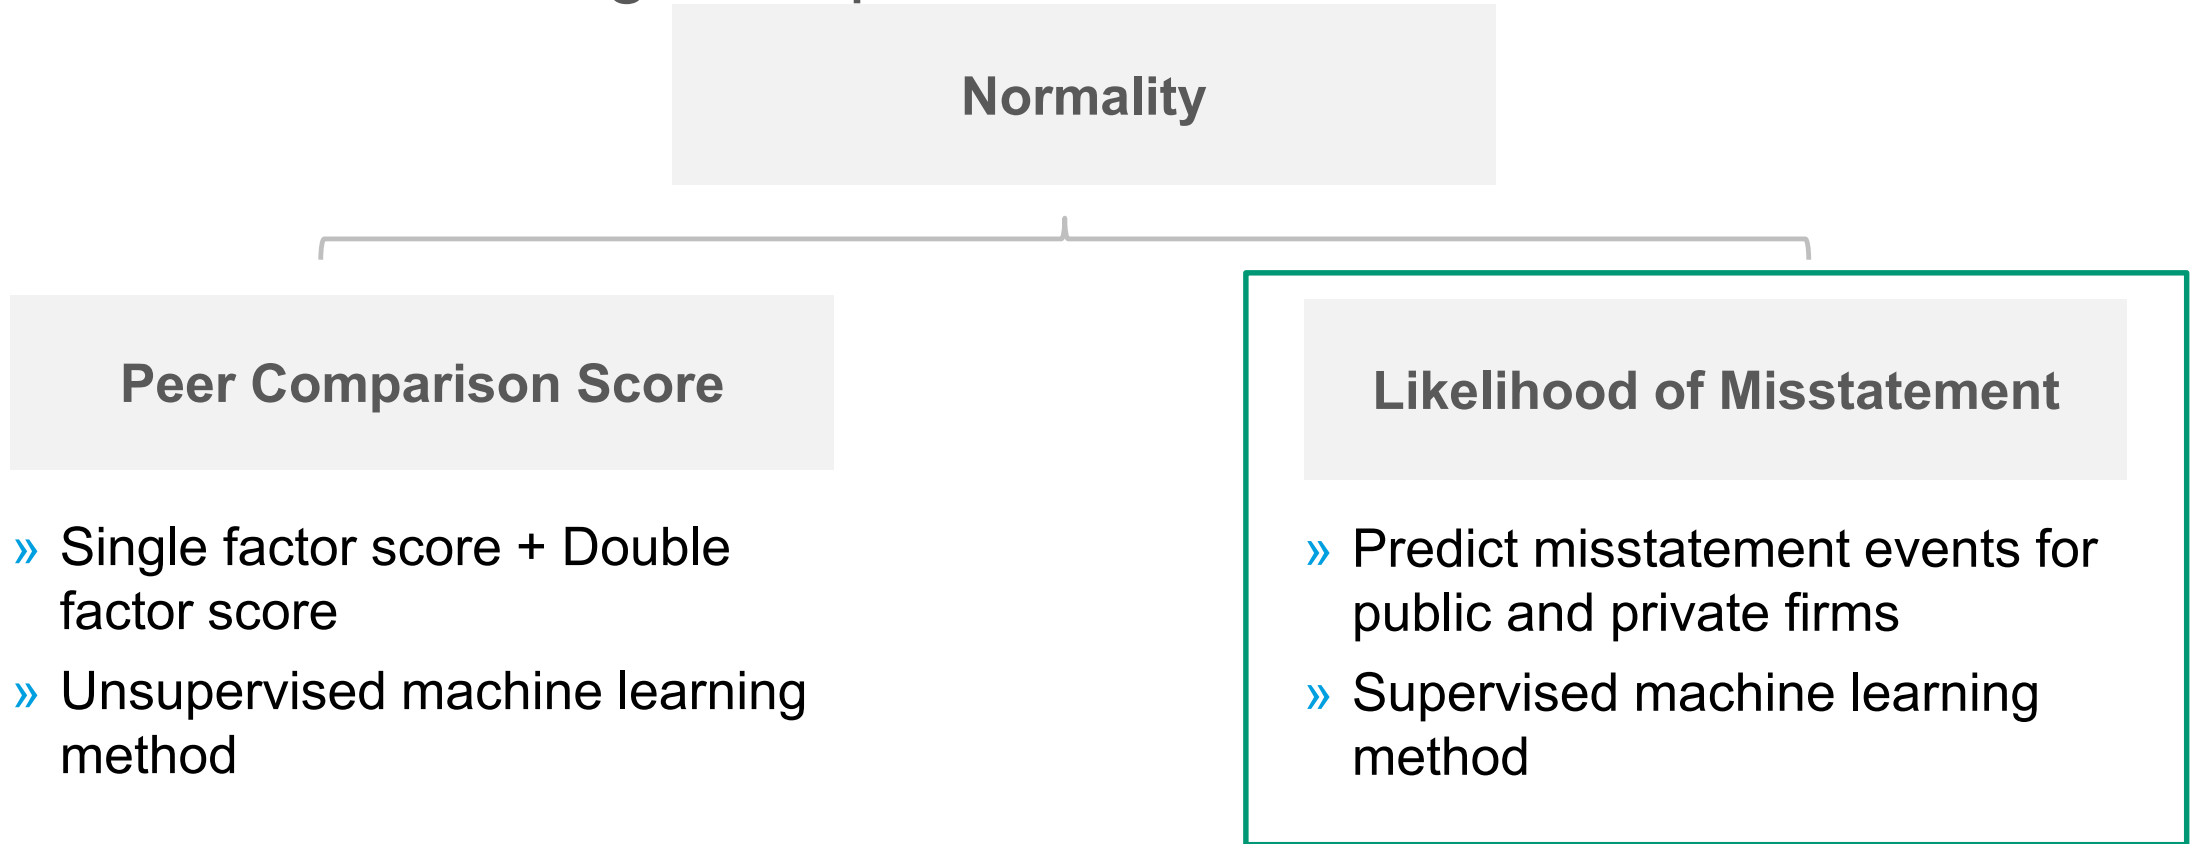 Normality
Peer Comparison Score
» Single factor score + Double
factor score
» Unsupervised machine learning
method
Likelihood of Misstatement
» Predict misstatement events for
public and private firms
» Supervised machine learning
method